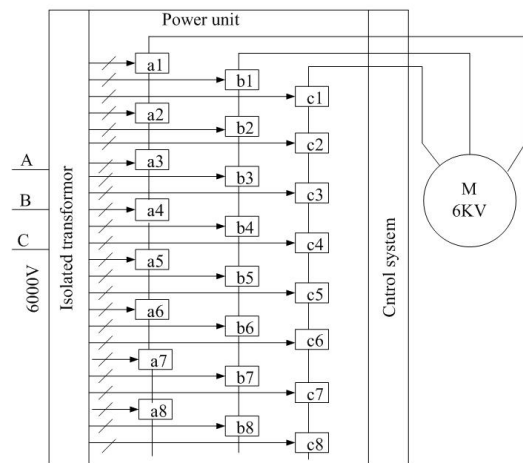 Power unit
a1
b1
c1
a2
b2
c2
A
a3
b3
c3
B
a4
b4
c4
C
a5
b5
c5
a6
b6
c6
a7
b7
c7
a8
b8
c8
6000V
Isolated transformor
Cntrol system
M
6KV